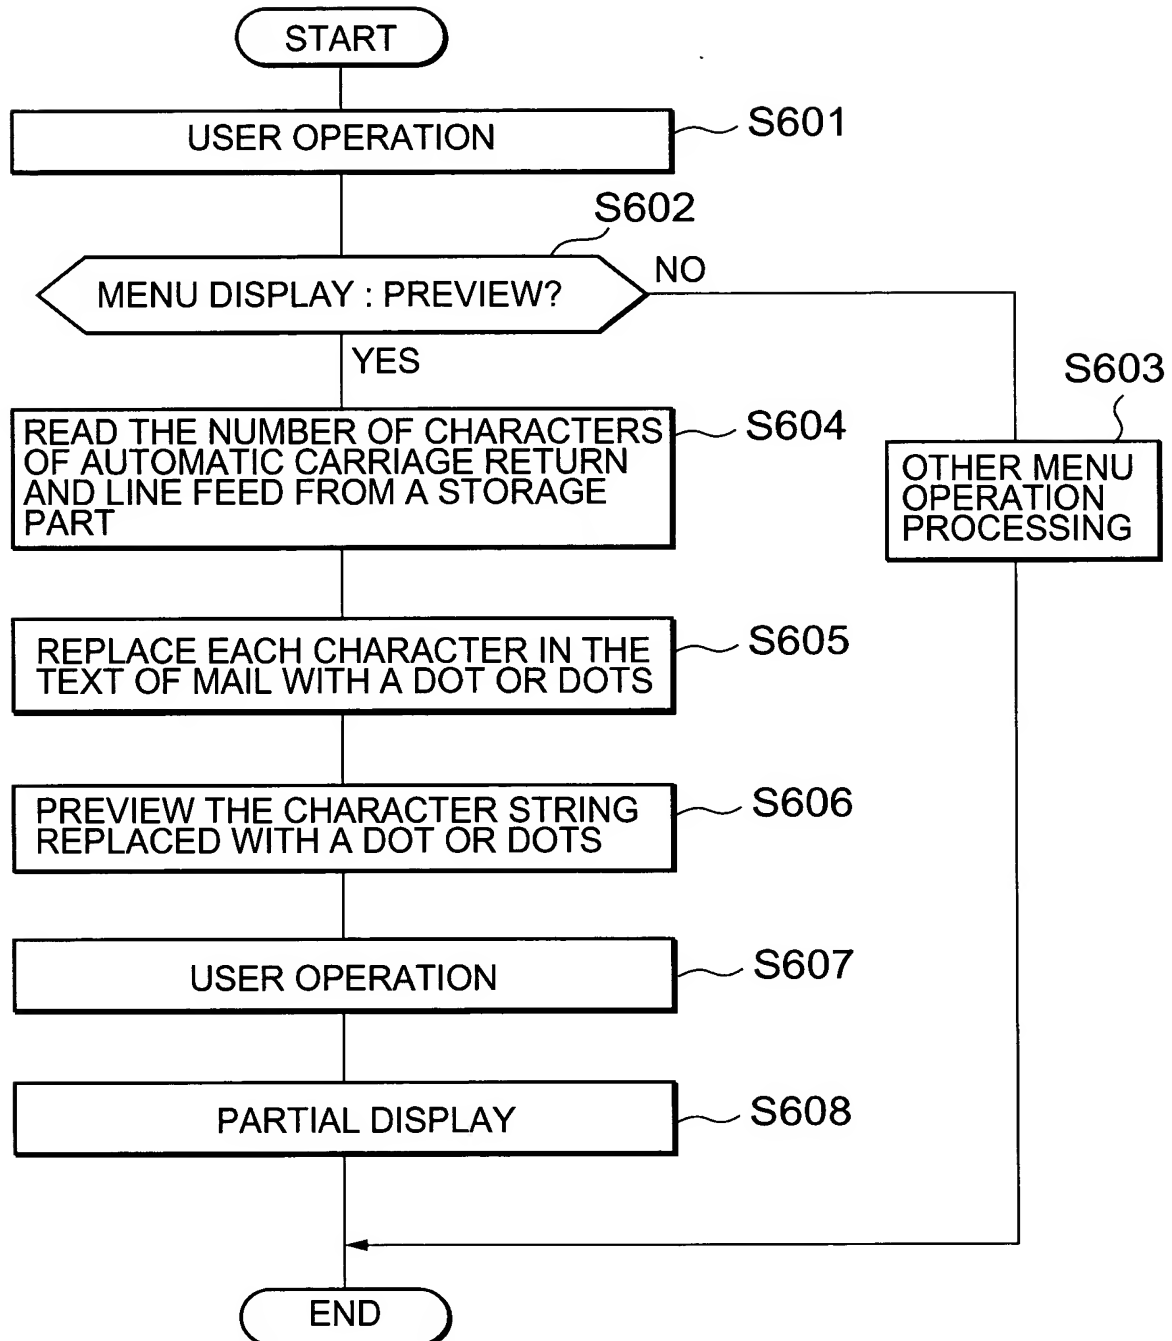 START
USER OPERATION
S601
S602
MENU DISPLAY : PREVIEW?
NO
YES
S603
READ THE NUMBER OF CHARACTERS
OF AUTOMATIC CARRIAGE RETURN
AND LINE FEED FROM A STORAGE
PART
S604
OTHER MENU
OPERATION
PROCESSING
REPLACE EACH CHARACTER IN THE
TEXT OF MAIL WITH A DOT OR DOTS
S605
PREVIEW THE CHARACTER STRING
REPLACED WITH A DOT OR DOTS
S606
USER OPERATION
S607
PARTIAL DISPLAY
S608
END